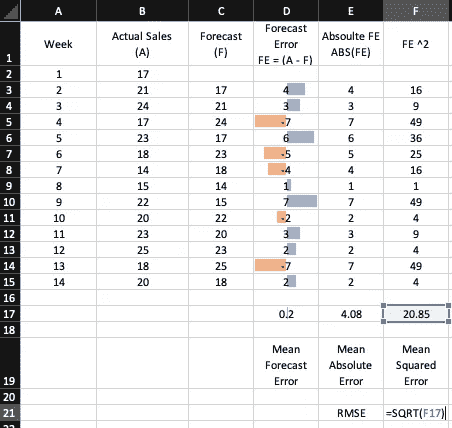 A B C D E F
1 Week Actual Sales (A) Forecast (F) Forecast Error FE = (A - F) Absoulte FE ABS(FE) FE ^2
2 1 17
3 2 21 17 4 4 16
4 3 24 21 3 3 9
5 4 17 24 -7 7 49
6 5 23 17 6 6 36
7 6 18 23 -5 5 25
8 7 14 18 -4 4 16
9 8 15 14 1 1 1
10 9 22 15 7 7 49
11 10 20 22 -2 2 4
12 11 23 20 3 3 9
13 12 25 23 2 2 4
14 13 18 25 -7 7 49
15 14 20 18 2 2 4
16
17 0.2 4.08 20.85
18
19 Mean Forecast Error Mean Absolute Error Mean Squared Error
20
21 RMSE =SQRT(F17)